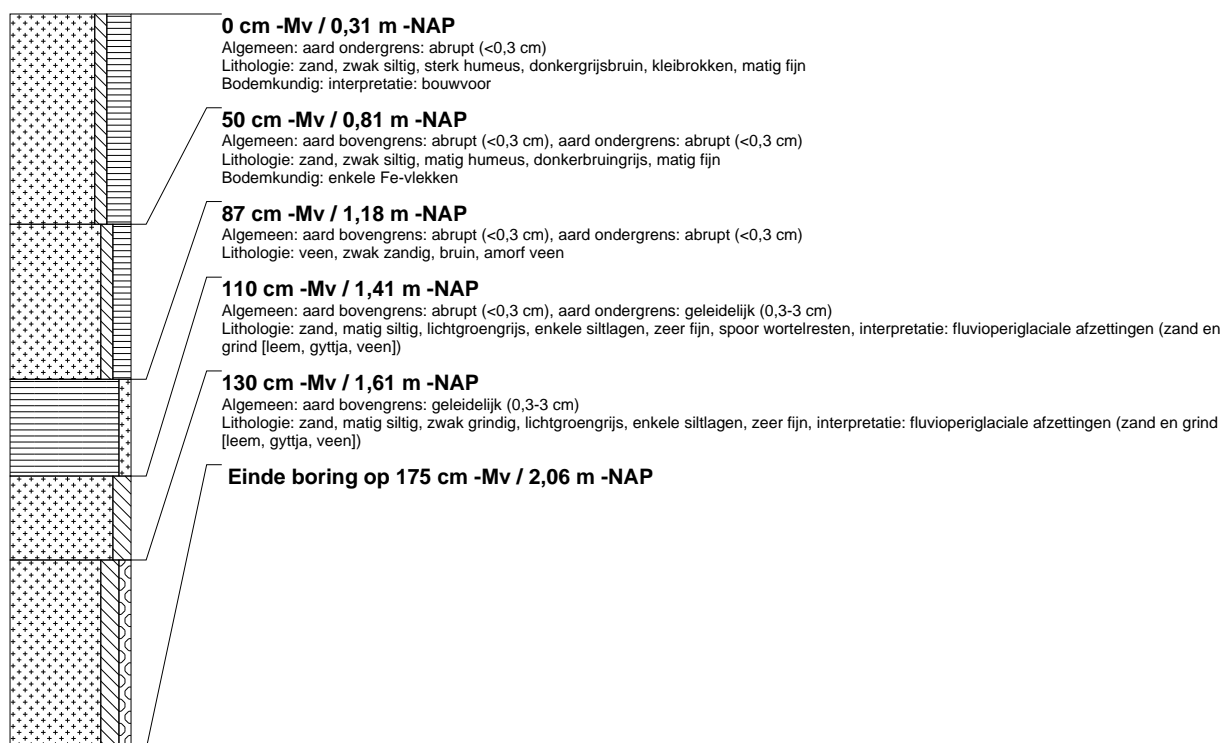 0 cm -Mv / 0,31 m -NAP
Algemeen: aard ondergrens: abrupt (<0,3 cm)
Lithologie: zand, zwak siltig, sterk humeus, donkergrijsbruin, kleibrokken, matig fijn
Bodemkundig: interpretatie: bouwvoor
50 cm -Mv / 0,81 m -NAP
Algemeen: aard bovengrens: abrupt (<0,3 cm), aard ondergrens: abrupt (<0,3 cm)
Lithologie: zand, zwak siltig, matig humeus, donkerbruingrijs, matig fijn
Bodemkundig: enkele Fe-vlekken
87 cm -Mv / 1,18 m -NAP
Algemeen: aard bovengrens: abrupt (<0,3 cm), aard ondergrens: abrupt (<0,3 cm)
Lithologie: veen, zwak zandig, bruin, amorf veen
110 cm -Mv / 1,41 m -NAP
Algemeen: aard bovengrens: abrupt (<0,3 cm), aard ondergrens: geleidelijk (0,3-3 cm)
Lithologie: zand, matig siltig, lichtgroengrijs, enkele siltlagen, zeer fijn, spoor wortelresten, interpretatie: fluvioperiglaciale afzettingen (zand en
grind [leem, gyttja, veen])
130 cm -Mv / 1,61 m -NAP
Algemeen: aard bovengrens: geleidelijk (0,3-3 cm)
Lithologie: zand, matig siltig, zwak grindig, lichtgroengrijs, enkele siltlagen, zeer fijn, interpretatie: fluvioperiglaciale afzettingen (zand en grind
[leem, gyttja, veen])
Einde boring op 175 cm -Mv / 2,06 m -NAP